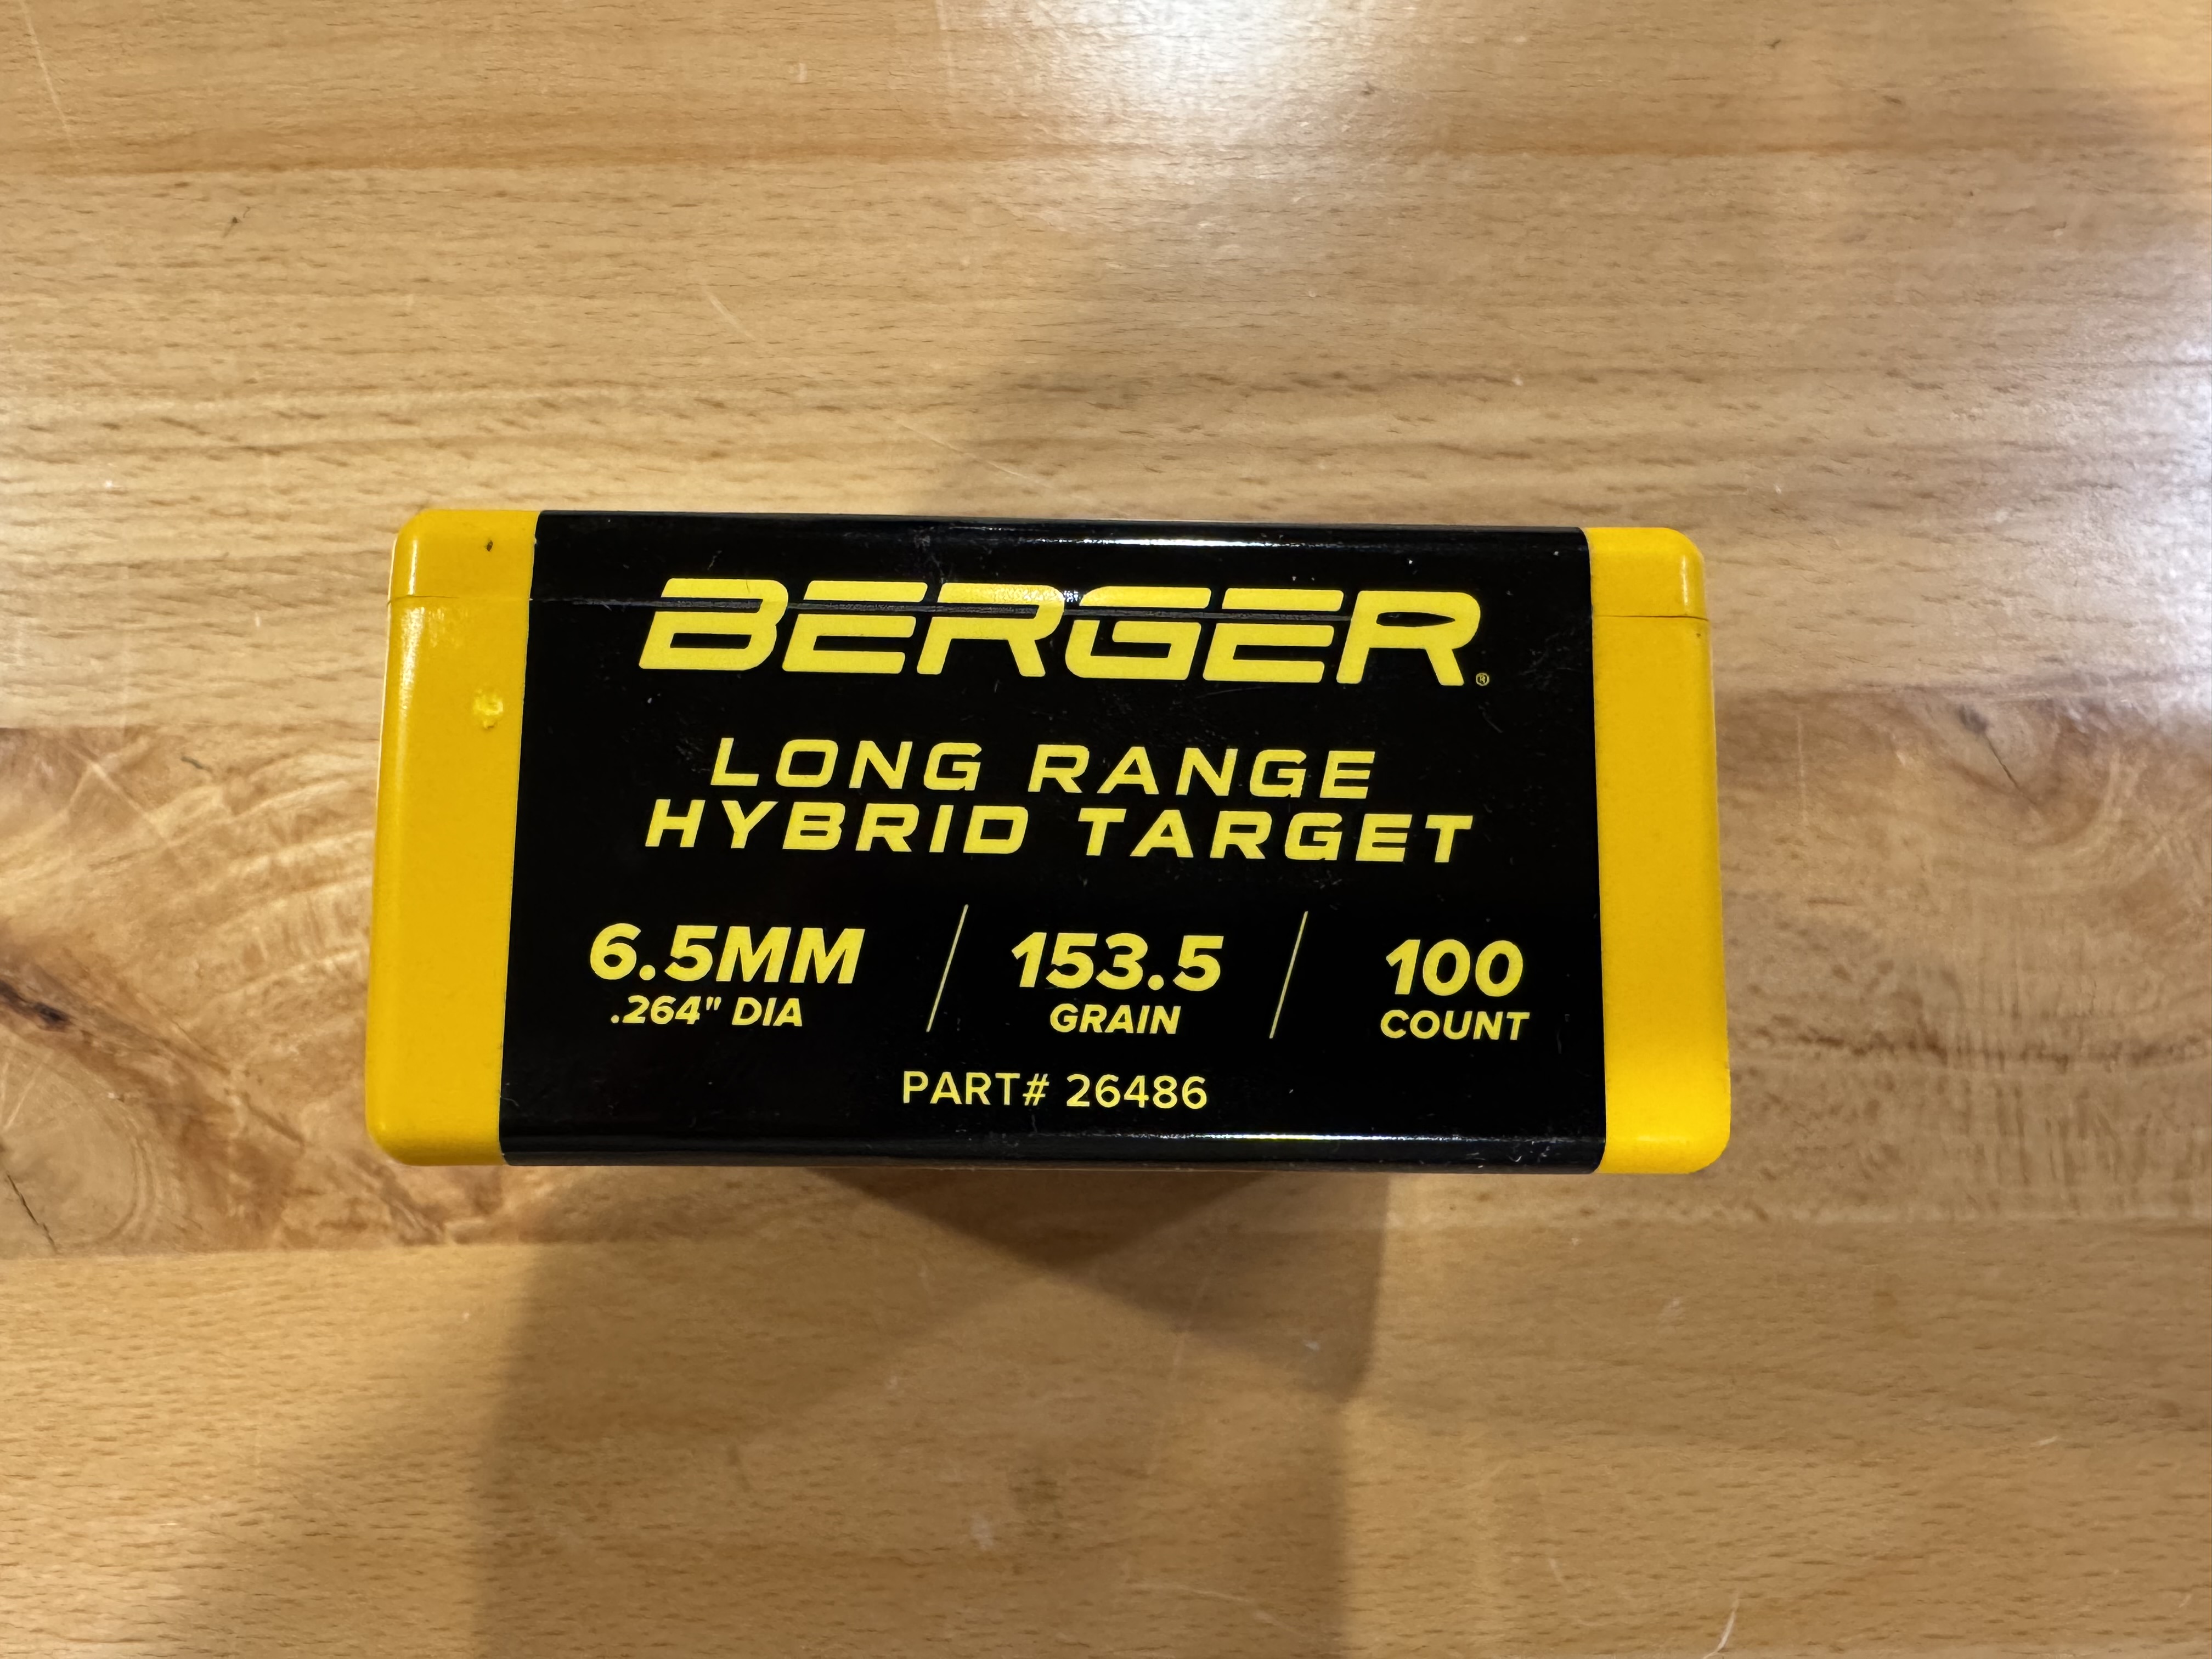 BERGER®
LONG RANGE
HYBRID TARGET
6.5MM
.264" DIA
153.5
GRAIN
100
COUNT
PART# 26486